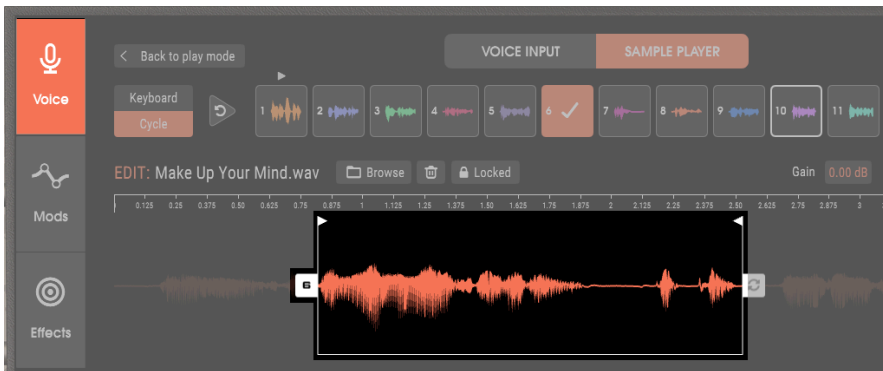 Voice
Mods
Effects
< Back to play mode
VOICE INPUT
SAMPLE PLAYER
Keyboard
Cycle
1
2
3
4
5
6
7
8
9
10
11
EDIT: Make Up Your Mind.wav
Browse
Locked
Gain
0.00 dB
0.125 0.25 0.375 0.50 0.625 0.75 0.875 1 1.125 1.25 1.375 1.50 1.625 1.75 1.875 2 2.125 2.25 2.375 2.50 2.625 2.75 2.875 3
6